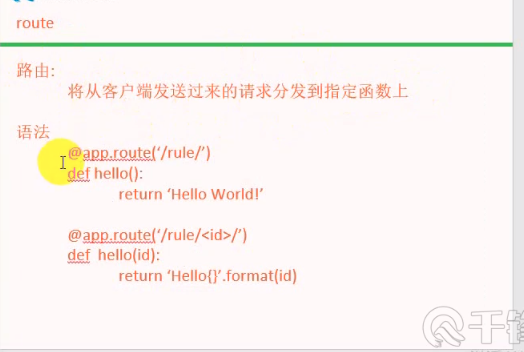 route
路由:
将从客户端发送过来的请求分发到指定函数上
语法
@app.route(‘/rule/’)
def hello():
return ‘Hello World!’
@app.route(‘/rule/<id>/’)
def hello(id):
return ‘Hello{}’.format(id)
千锋